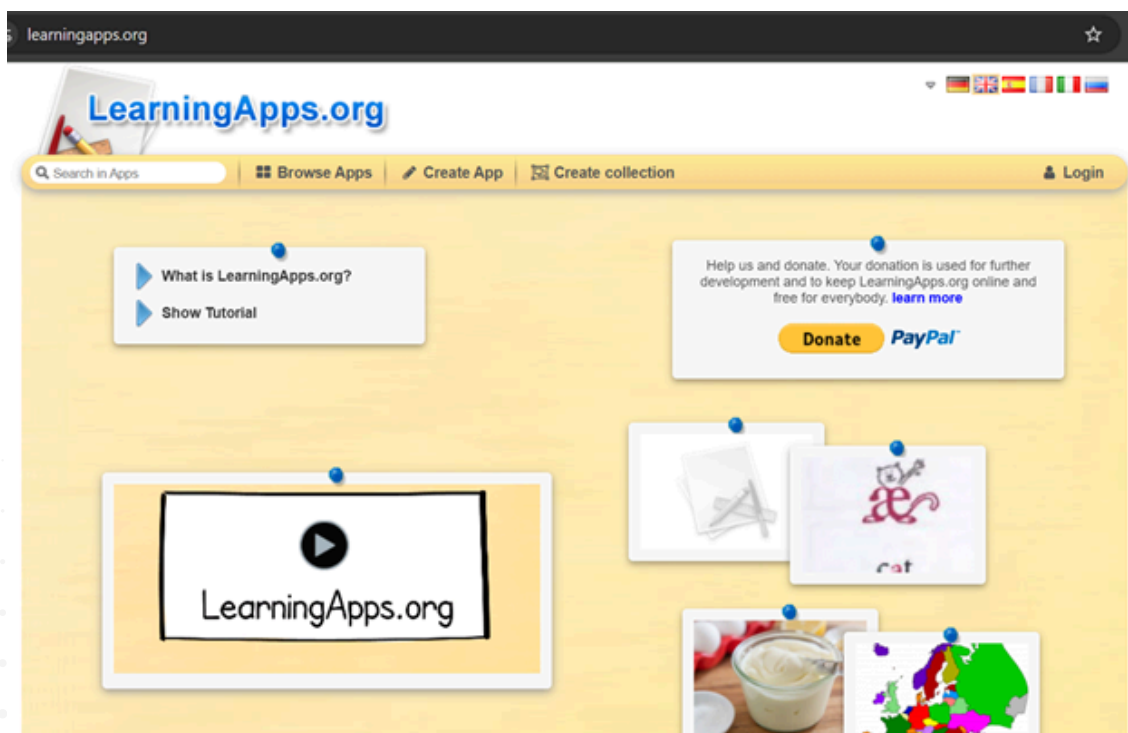 learningapps.org
LearningApps.org
Search in Apps
Browse Apps
Create App
Create collection
Login
What is LearningApps.org?
Show Tutorial
Help us and donate. Your donation is used for further
development and to keep LearningApps.org online and
free for everybody. learn more
Donate PayPal
LearningApps.org
æ
cat